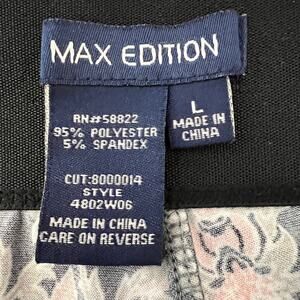 MAX EDITION
RN#58822
95% POLYESTER
5% SPANDEX
CUT:8000014
STYLE
4802W06
MADE IN CHINA
CARE ON REVERSE
L
MADE IN
CHINA